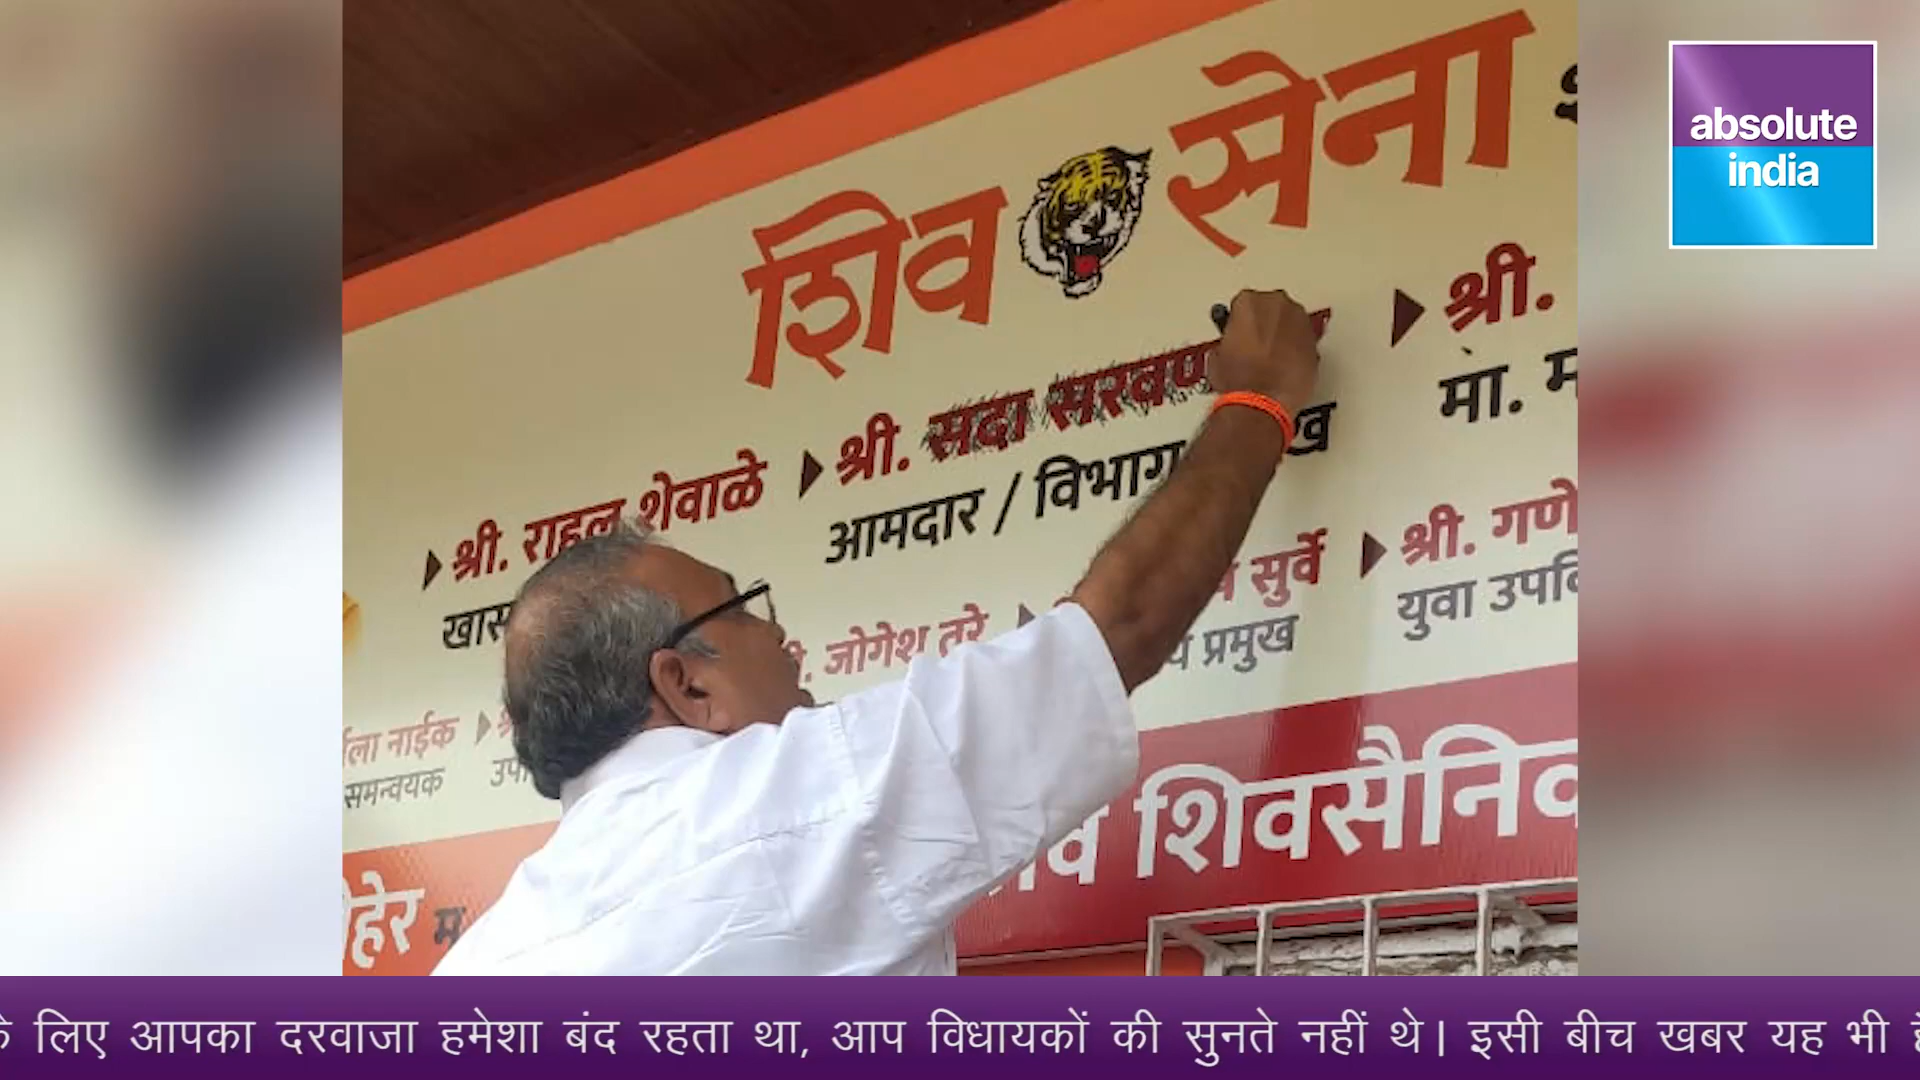 absolute
india
शिव सेना
श्री. राहुल शेवाळे
श्री. सदा सरवण
श्री.
आमदार / विभाग
मा.
सुर्वे
प्रमुख
श्री. गणे
युवा उपवि
जोगेश तरे
नाईक
समन्वयक
शिवसैनिक
लिए आपका दरवाजा हमेशा बंद रहता था, आप विधायकों की सुनते नहीं थे| इसी बीच खबर यह भी